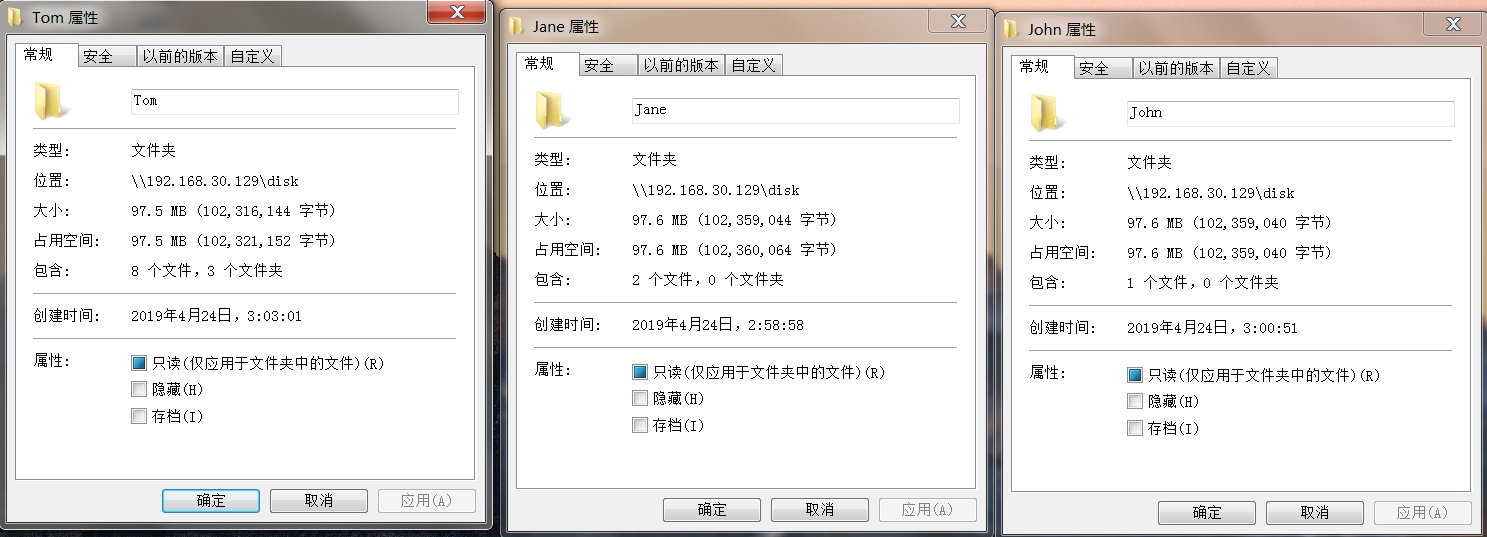 Tom 属性
常规 安全 以前的版本 自定义
Tom
类型: 文件夹
位置: \\192.168.30.129\disk
大小: 97.5 MB (102,316,144 字节)
占用空间: 97.5 MB (102,321,152 字节)
包含: 8 个文件，3 个文件夹
创建时间: 2019年4月24日，3:03:01
属性: 只读(仅应用于文件夹中的文件)(R)
隐藏(H)
存档(I)
确定 取消 应用(A)
Jane 属性
常规 安全 以前的版本 自定义
Jane
类型: 文件夹
位置: \\192.168.30.129\disk
大小: 97.6 MB (102,359,044 字节)
占用空间: 97.6 MB (102,360,064 字节)
包含: 2 个文件，0 个文件夹
创建时间: 2019年4月24日，2:58:58
属性: 只读(仅应用于文件夹中的文件)(R)
隐藏(H)
存档(I)
确定 取消 应用(A)
John 属性
常规 安全 以前的版本 自定义
John
类型: 文件夹
位置: \\192.168.30.129\disk
大小: 97.6 MB (102,359,040 字节)
占用空间: 97.6 MB (102,359,040 字节)
包含: 1 个文件，0 个文件夹
创建时间: 2019年4月24日，3:00:51
属性: 只读(仅应用于文件夹中的文件)(R)
隐藏(H)
存档(I)
确定 取消 应用(A)